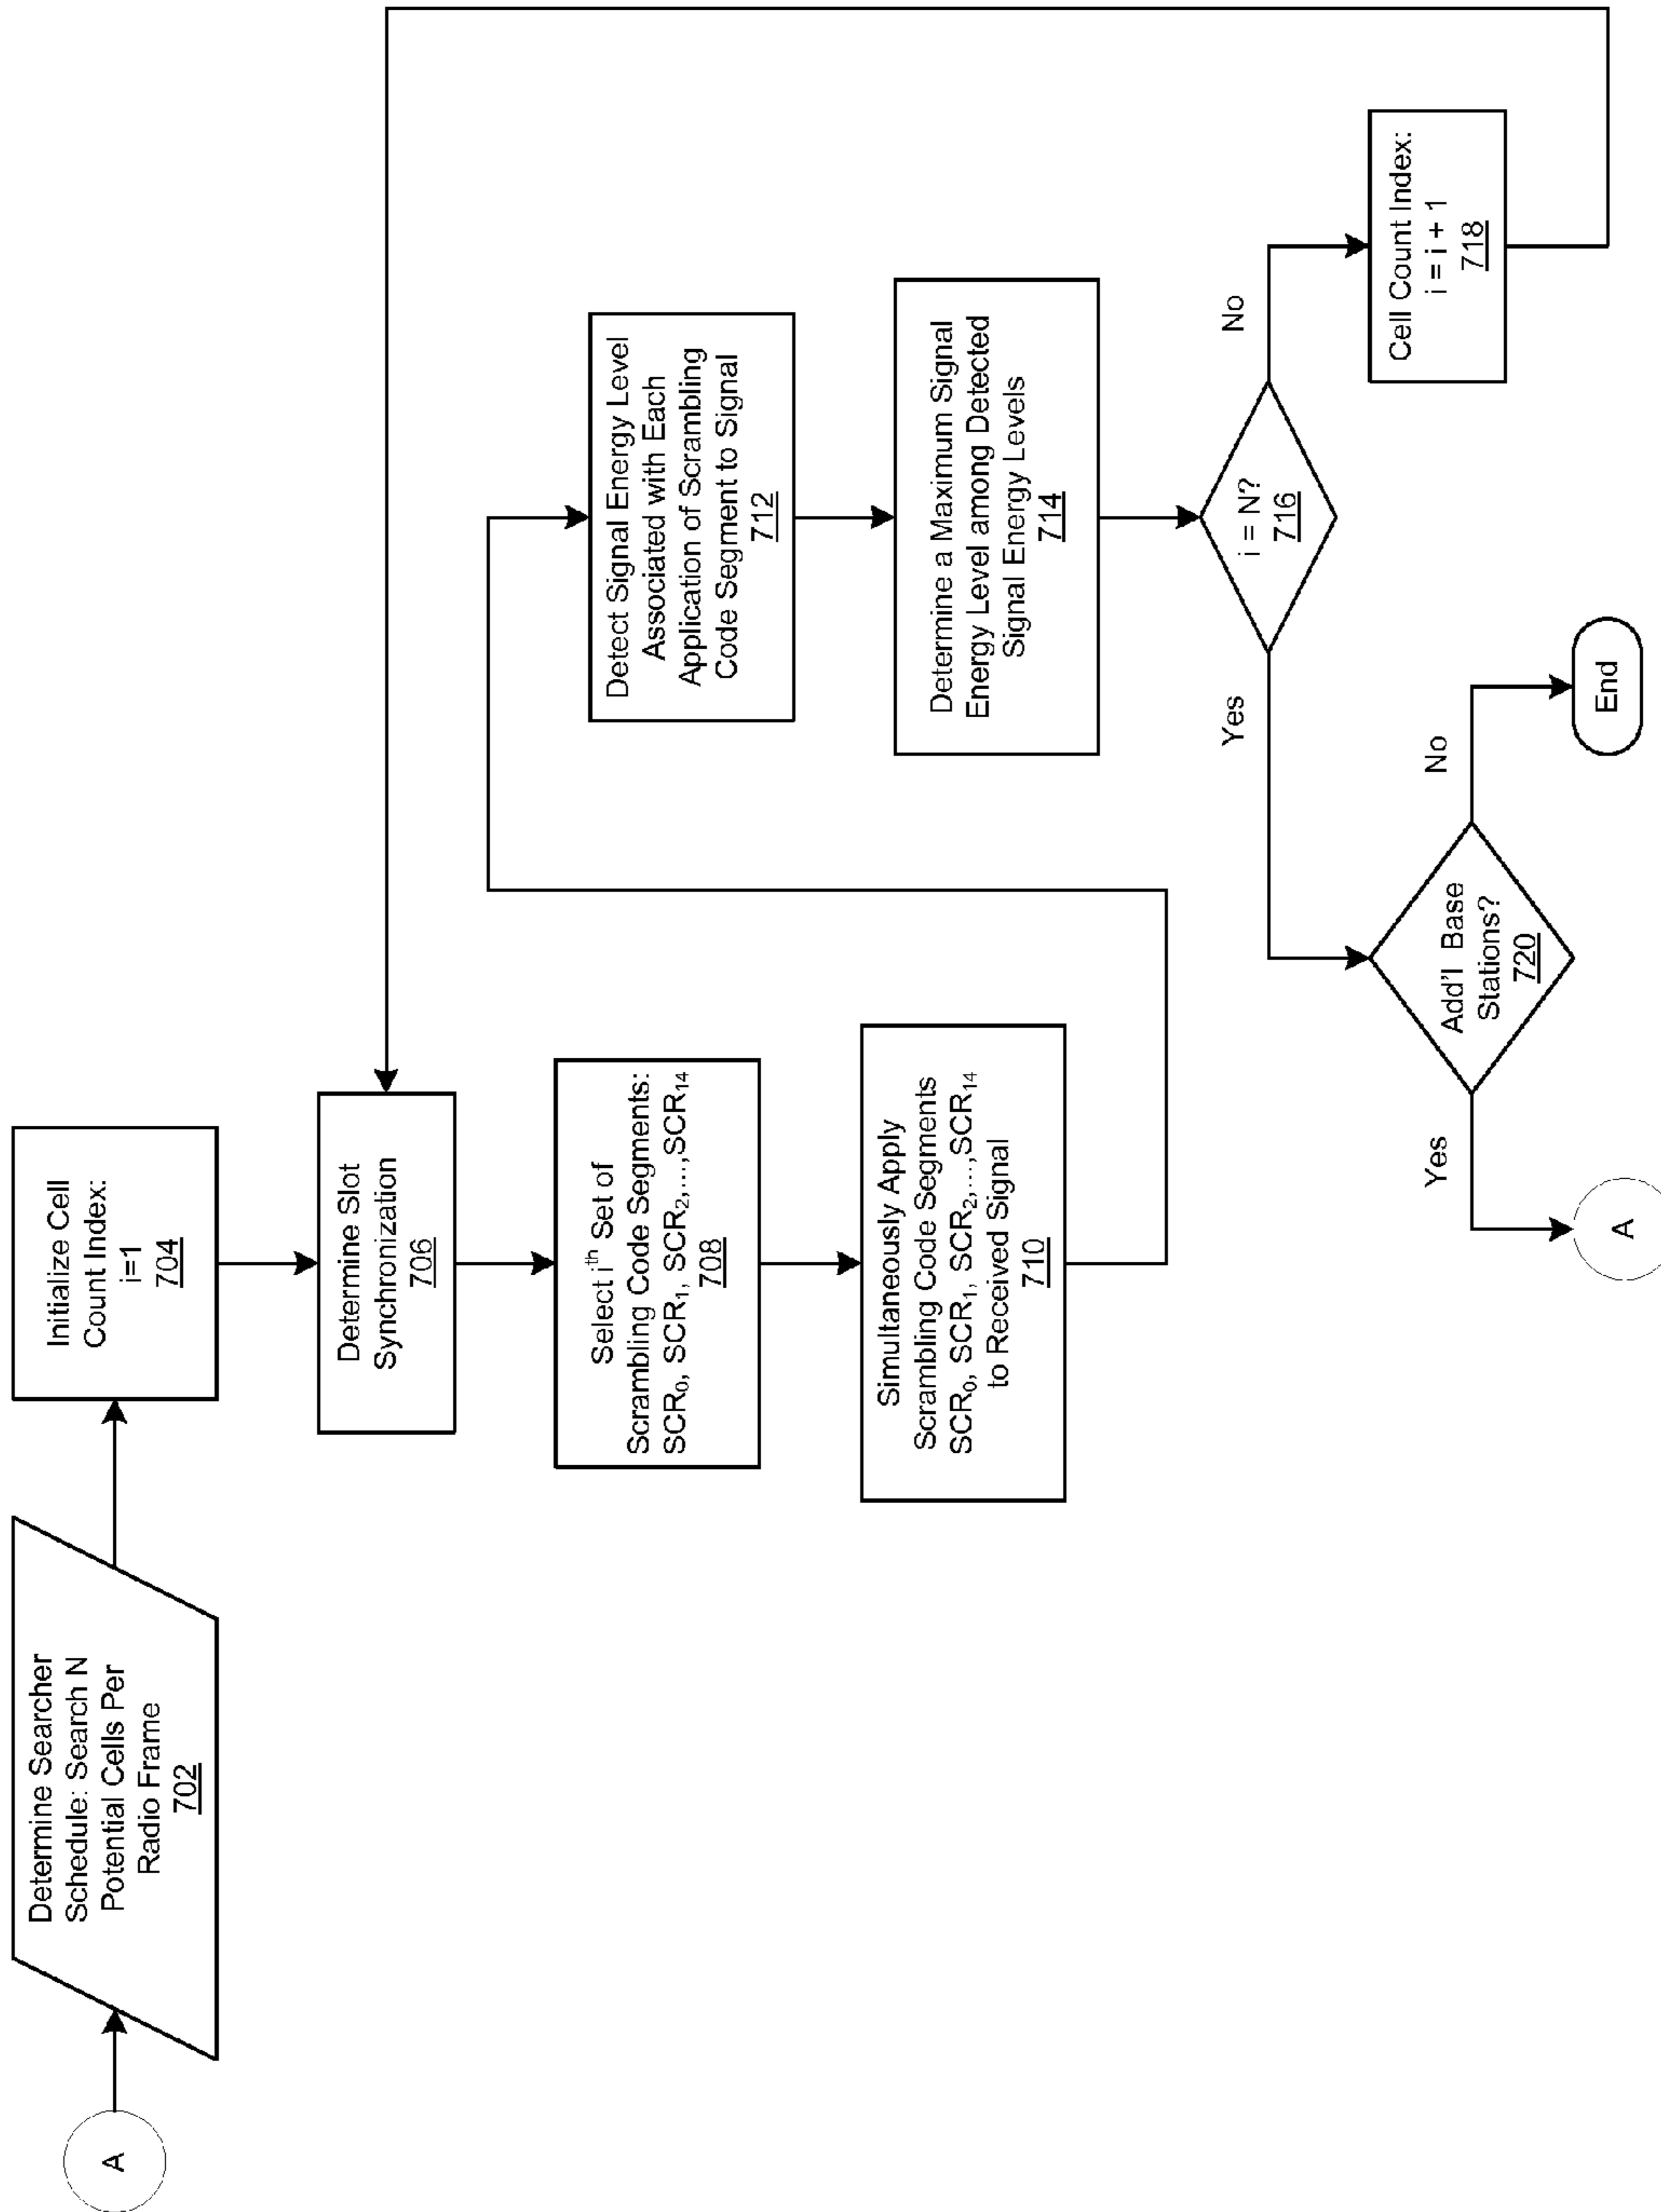 A
Determine Searcher
Schedule: Search N
Potential Cells Per
Radio Frame
702
Initialize Cell
Count Index:
i=1
704
Determine Slot
Synchronization
706
Select iᵗʰ Set of
Scrambling Code Segments:
SCR₀, SCR₁, SCR₂,...,SCR₁₄
708
Simultaneously Apply
Scrambling Code Segments
SCR₀, SCR₁, SCR₂,...,SCR₁₄
to Received Signal
710
Detect Signal Energy Level
Associated with Each
Application of Scrambling
Code Segment to Signal
712
Determine a Maximum Signal
Energy Level among Detected
Signal Energy Levels
714
i = N?
716
Yes
No
Cell Count Index:
i = i + 1
718
Add'l Base
Stations?
720
Yes
No
A
End